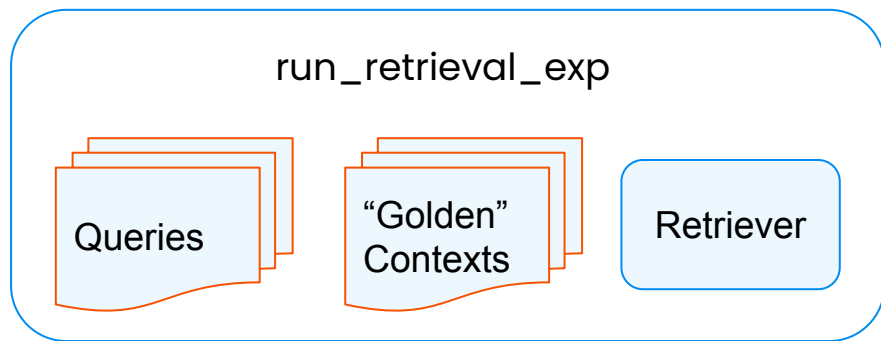 run_retrieval_exp
Queries
“Golden”
Contexts
Retriever